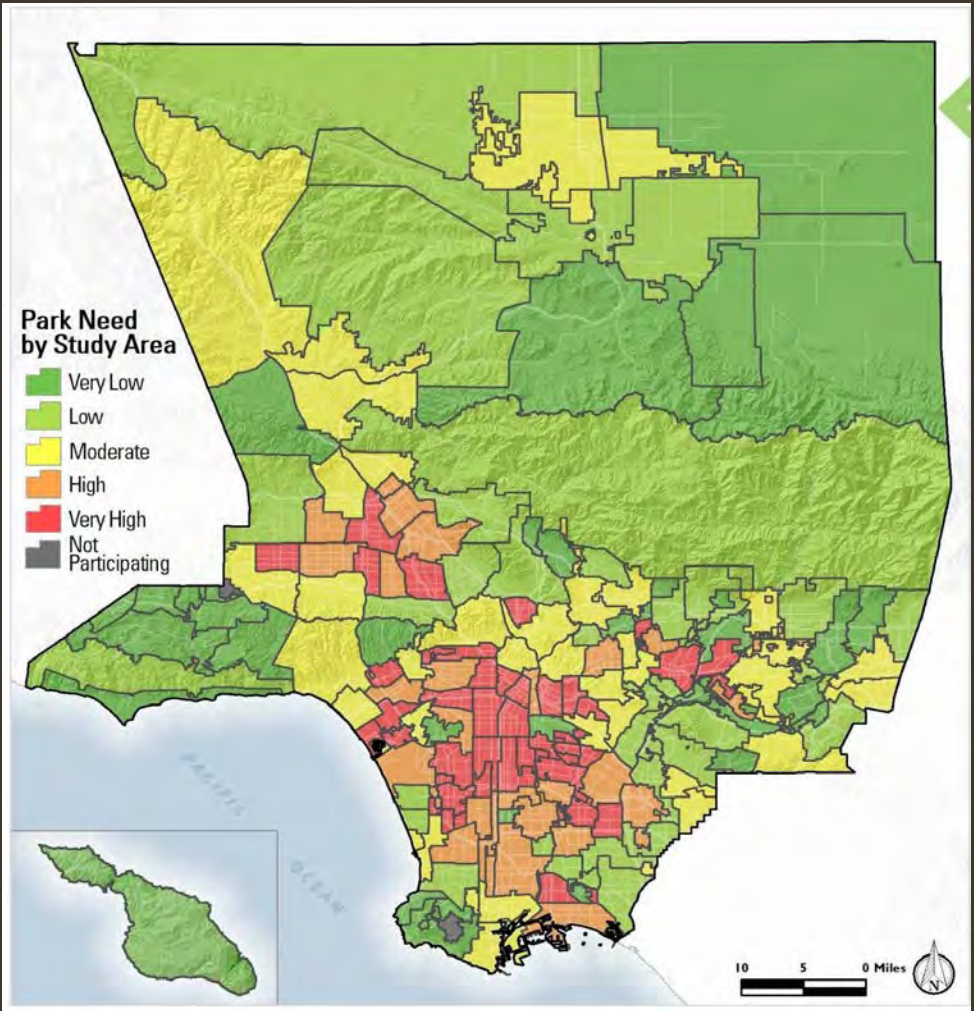 Park Need
by Study Area
Very Low
Low
Moderate
High
Very High
Not
Participating
PACIFIC
OCEAN
10 5 0 Miles
N